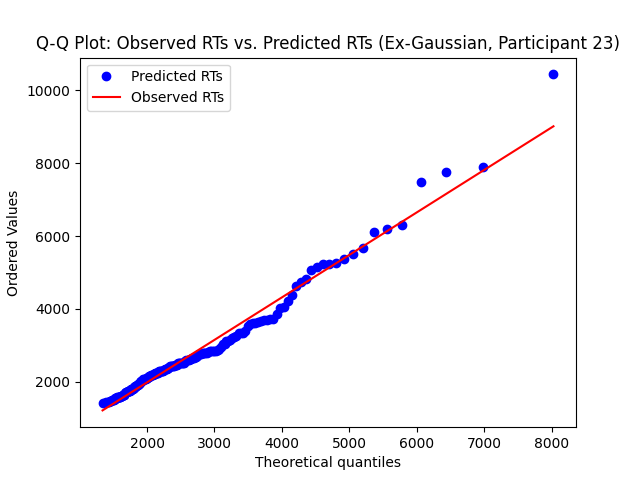 Q-Q Plot: Observed RTs vs. Predicted RTs (Ex-Gaussian, Participant 23)
Predicted RTs
Observed RTs
Ordered Values
10000
8000
6000
4000
2000
2000 3000 4000 5000 6000 7000 8000
Theoretical quantiles